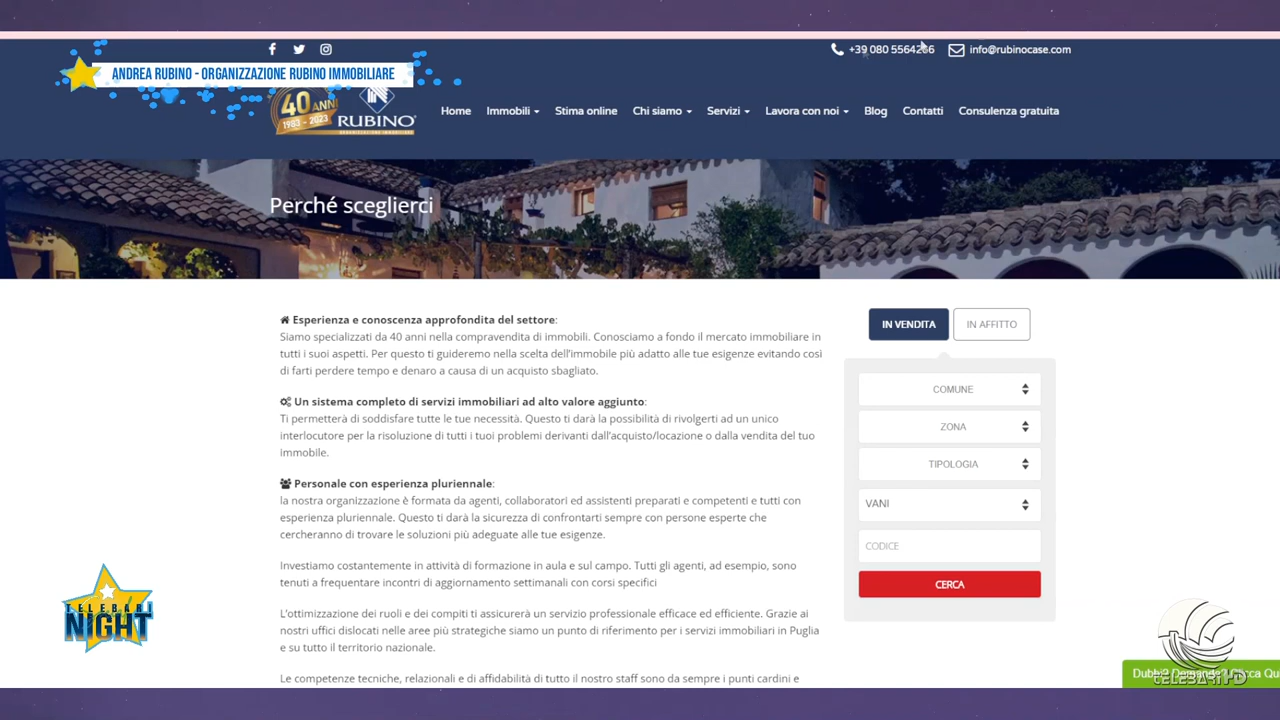 +39 080 5564266
info@rubinocase.com
ANDREA RUBINO - ORGANIZZAZIONE RUBINO IMMOBILIARE
40 ANNI
1983 - 2023
RUBINO
ORGANIZZAZIONE IMMOBILIARE
Home Immobili Stima online Chi siamo Servizi Lavora con noi Blog Contatti Consulenza gratuita
Perché sceglierci
Esperienza e conoscenza approfondita del settore:
Siamo specializzati da 40 anni nella compravendita di immobili. Conosciamo a fondo il mercato immobiliare in
tutti i suoi aspetti. Per questo ti guideremo nella scelta dell'immobile più adatto alle tue esigenze evitando così
di farti perdere tempo e denaro a causa di un acquisto sbagliato.
Un sistema completo di servizi immobiliari ad alto valore aggiunto:
Ti permetterà di soddisfare tutte le tue necessità. Questo ti darà la possibilità di rivolgerti ad un unico
interlocutore per la risoluzione di tutti i tuoi problemi derivanti dall'acquisto/locazione o dalla vendita del tuo
immobile.
Personale con esperienza pluriennale:
la nostra organizzazione è formata da agenti, collaboratori ed assistenti preparati e competenti e tutti con
esperienza pluriennale. Questo ti darà la sicurezza di confrontarti sempre con persone esperte che
cercheranno di trovare le soluzioni più adeguate alle tue esigenze.
Investiamo costantemente in attività di formazione in aula e sul campo. Tutti gli agenti, ad esempio, sono
tenuti a frequentare incontri di aggiornamento settimanali con corsi specifici
L'ottimizzazione dei ruoli e dei compiti ti assicurerà un servizio professionale efficace ed efficiente. Grazie ai
nostri uffici dislocati nelle aree più strategiche siamo un punto di riferimento per i servizi immobiliari in Puglia
e su tutto il territorio nazionale.
Le competenze tecniche, relazionali e di affidabilità di tutto il nostro staff sono da sempre i punti cardini e
IN VENDITA
IN AFFITTO
COMUNE
ZONA
TIPOLOGIA
VANI
CODICE
CERCA
TELEBARI
NIGHT
Dubbi? Domande? Clicca Qui
TELEBARI HD